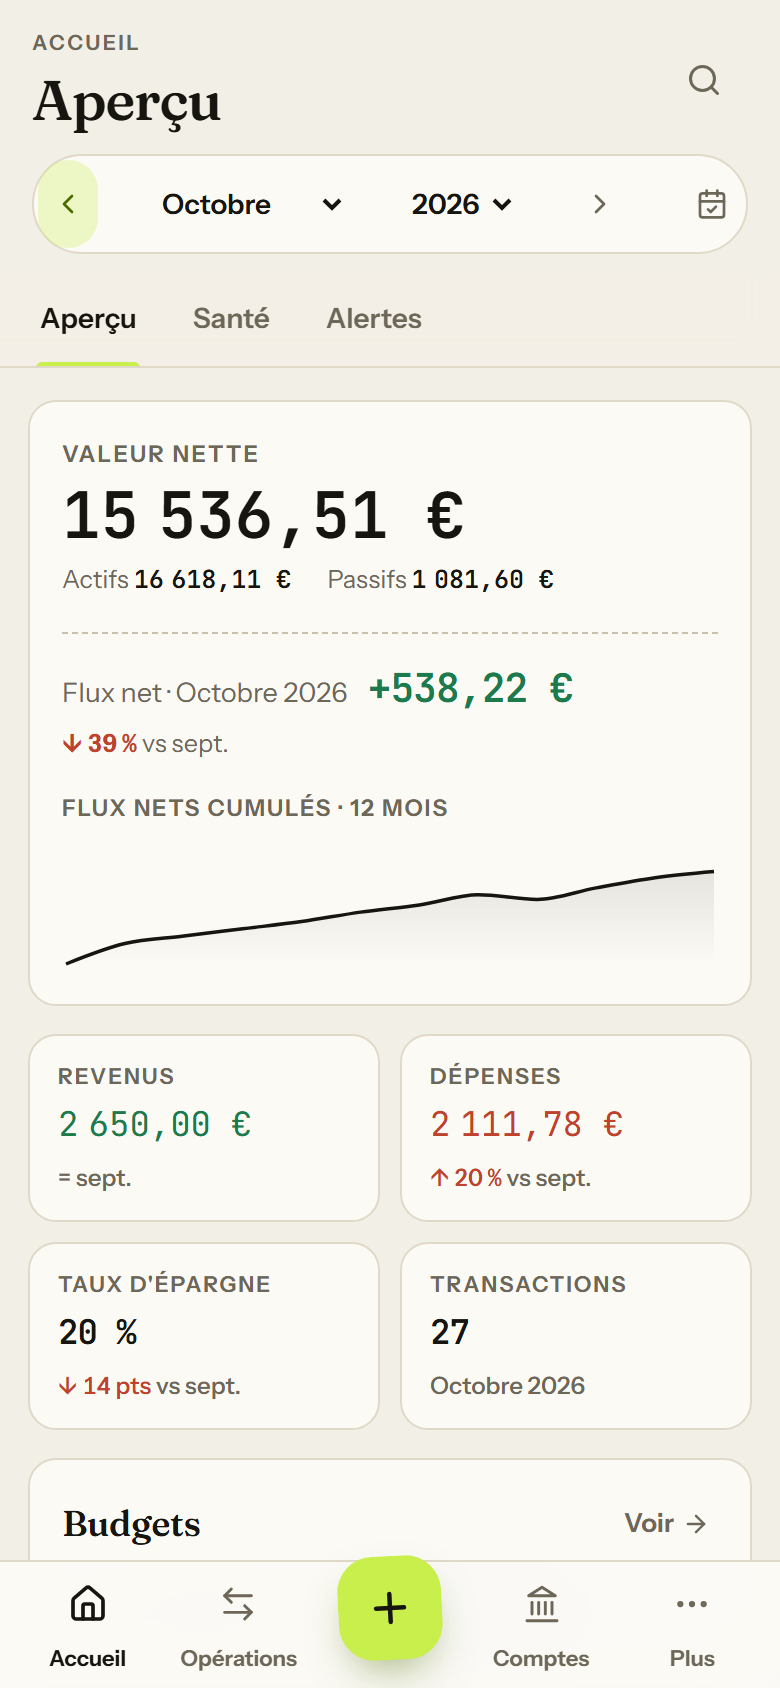 ACCUEIL
Aperçu
Octobre 2026
Aperçu Santé Alertes
VALEUR NETTE
15 536,51 €
Actifs 16 618,11 € Passifs 1 081,60 €
Flux net · Octobre 2026 +538,22 €
↓ 39 % vs sept.
FLUX NETS CUMULÉS · 12 MOIS
REVENUS
2 650,00 €
= sept.
DÉPENSES
2 111,78 €
↑ 20 % vs sept.
TAUX D'ÉPARGNE
20 %
↓ 14 pts vs sept.
TRANSACTIONS
27
Octobre 2026
Budgets
Voir →
Accueil Opérations Comptes Plus